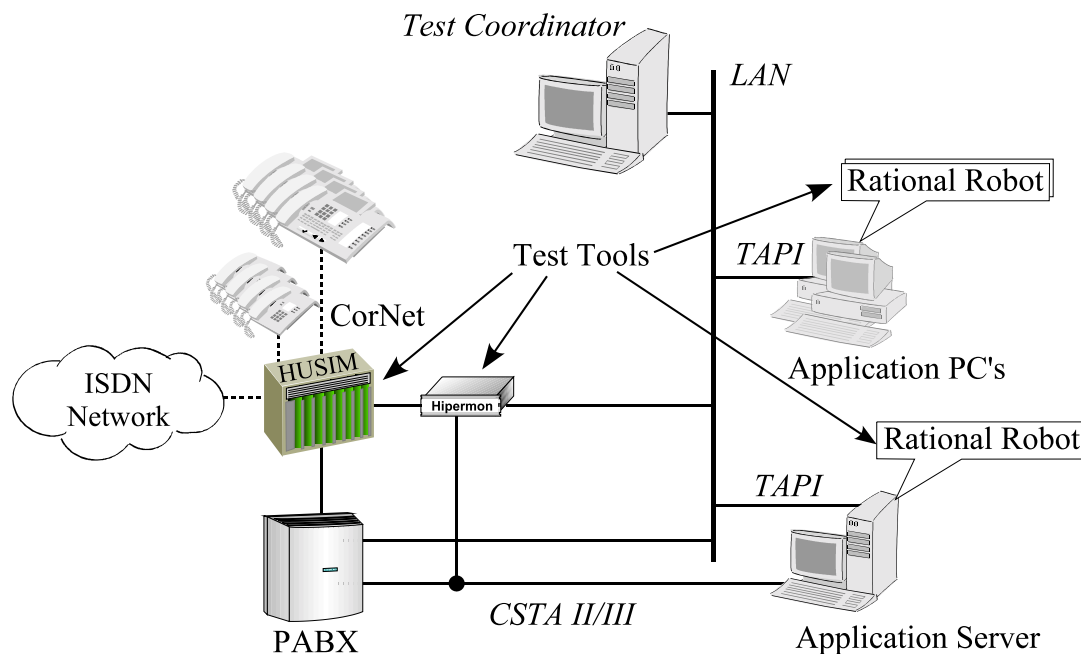 Test Coordinator
LAN
Rational Robot
Test Tools
TAPI
CorNet
HUSIM
ISDN
Network
Application PC's
Hipermon
Rational Robot
TAPI
CSTA II/III
PABX
Application Server